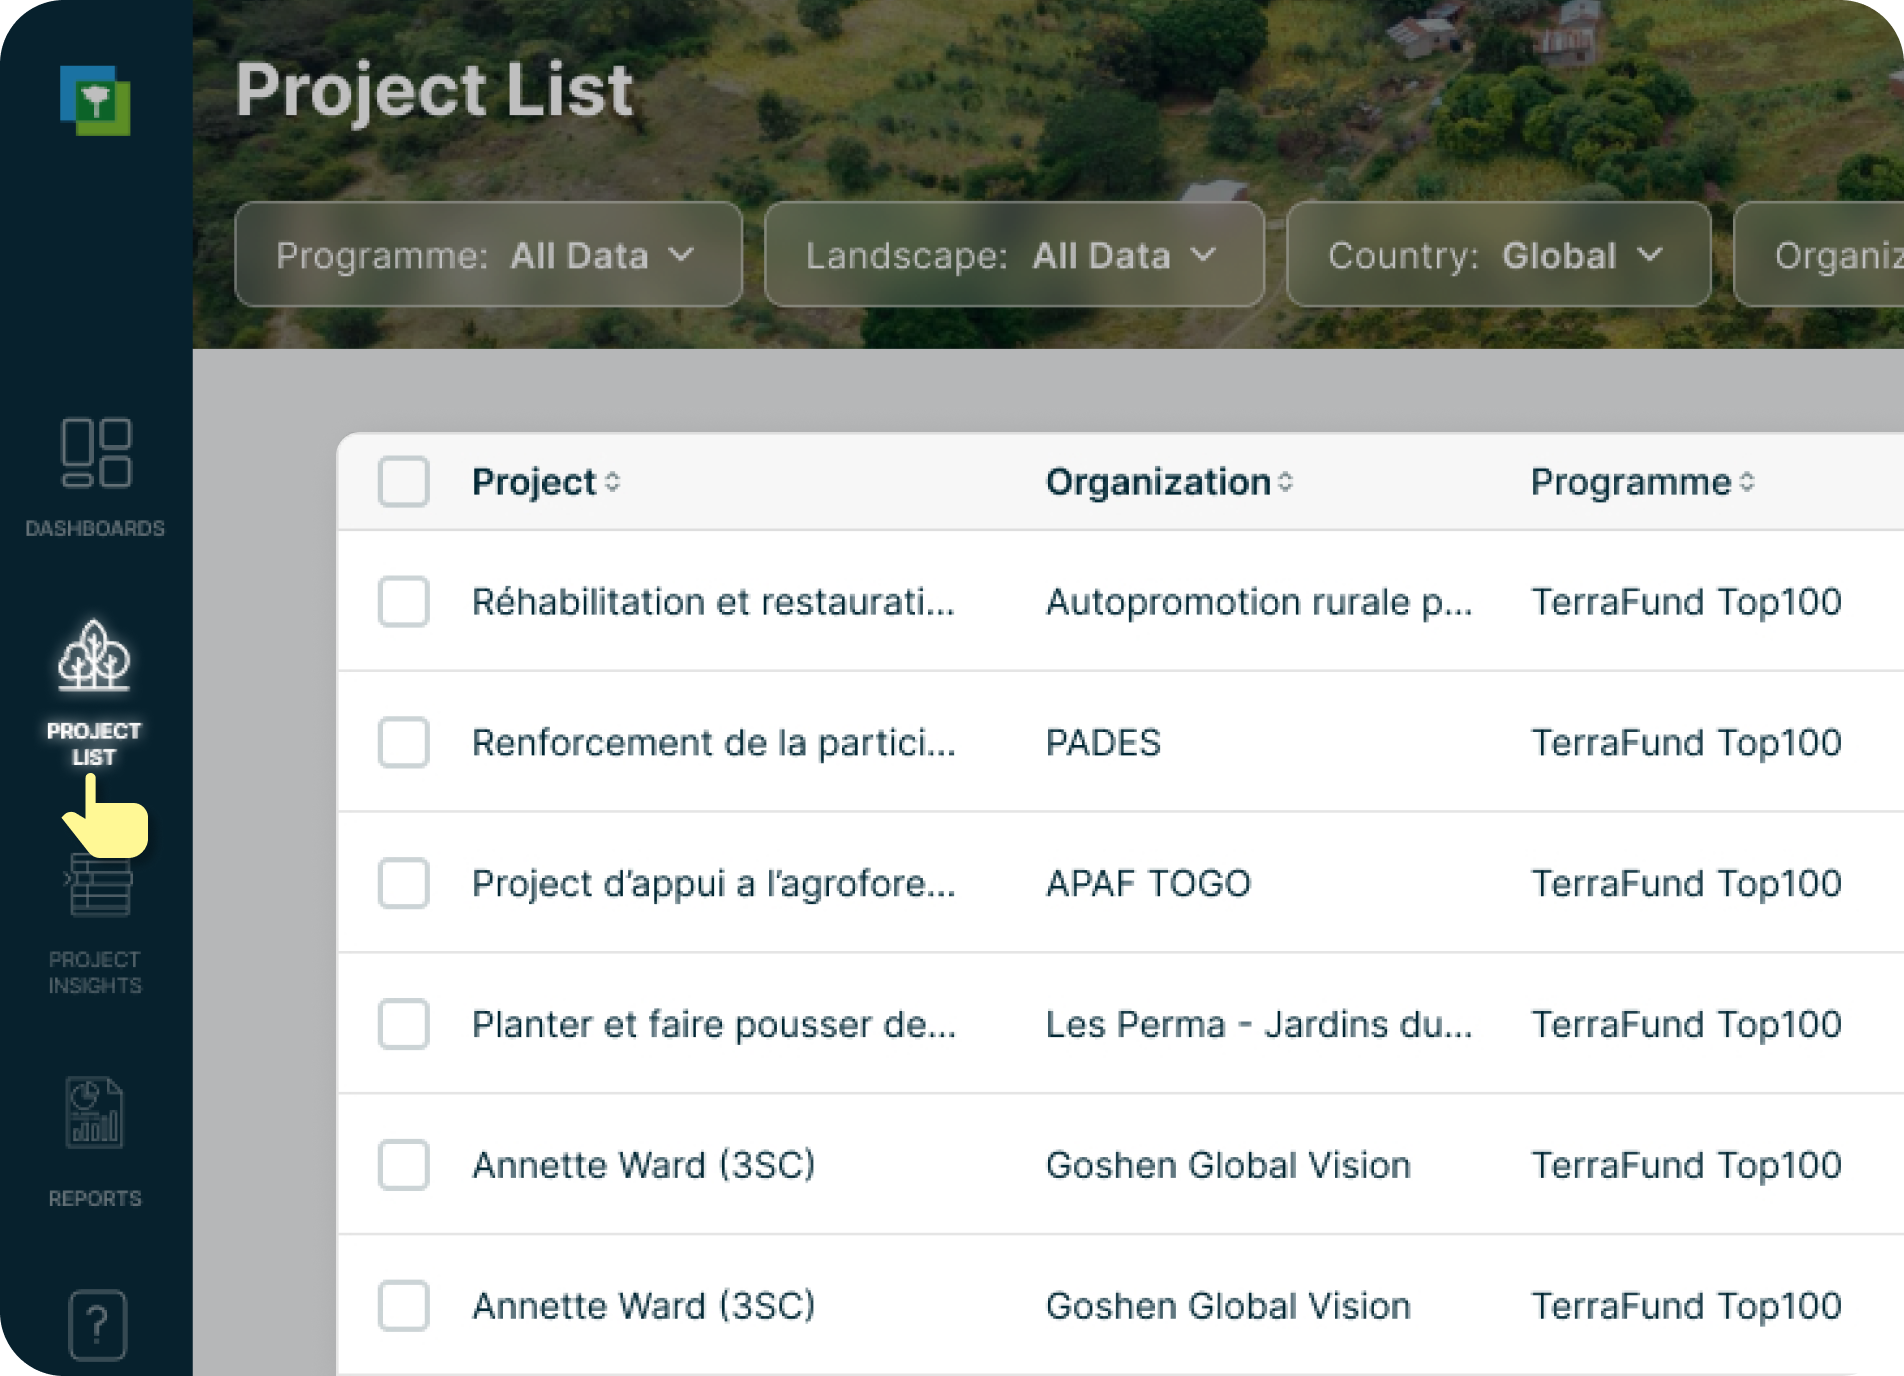 Project List
Programme: All Data
Landscape: All Data
Country: Global
Organiz
DASHBOARDS
PROJECT
LIST
PROJECT
INSIGHTS
REPORTS
?
Project Organization Programme
Réhabilitation et restaurati... Autopromotion rurale p... TerraFund Top100
Renforcement de la partici... PADES TerraFund Top100
Project d’appui a l’agrofore... APAF TOGO TerraFund Top100
Planter et faire pousser de... Les Perma - Jardins du... TerraFund Top100
Annette Ward (3SC) Goshen Global Vision TerraFund Top100
Annette Ward (3SC) Goshen Global Vision TerraFund Top100